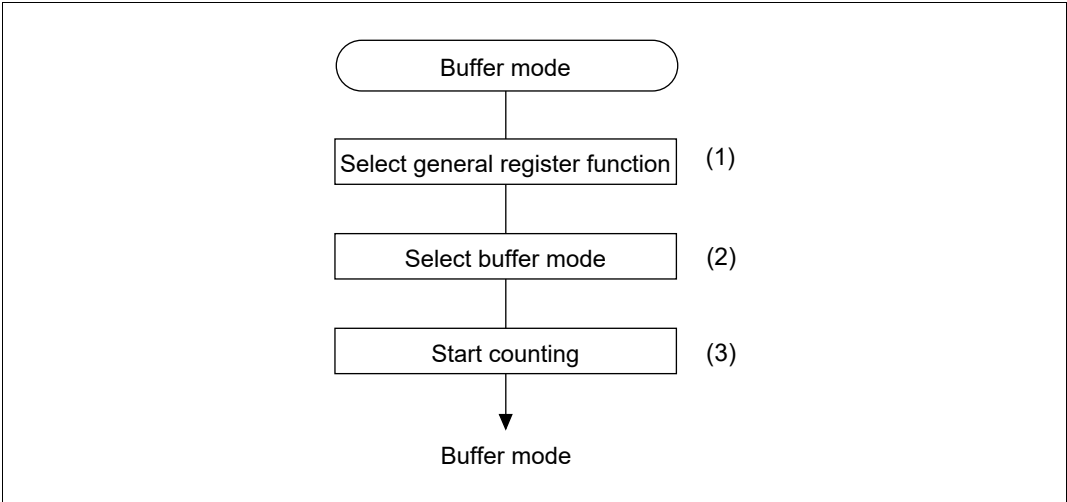 Buffer mode
Select general register function (1)
Select buffer mode (2)
Start counting (3)
Buffer mode